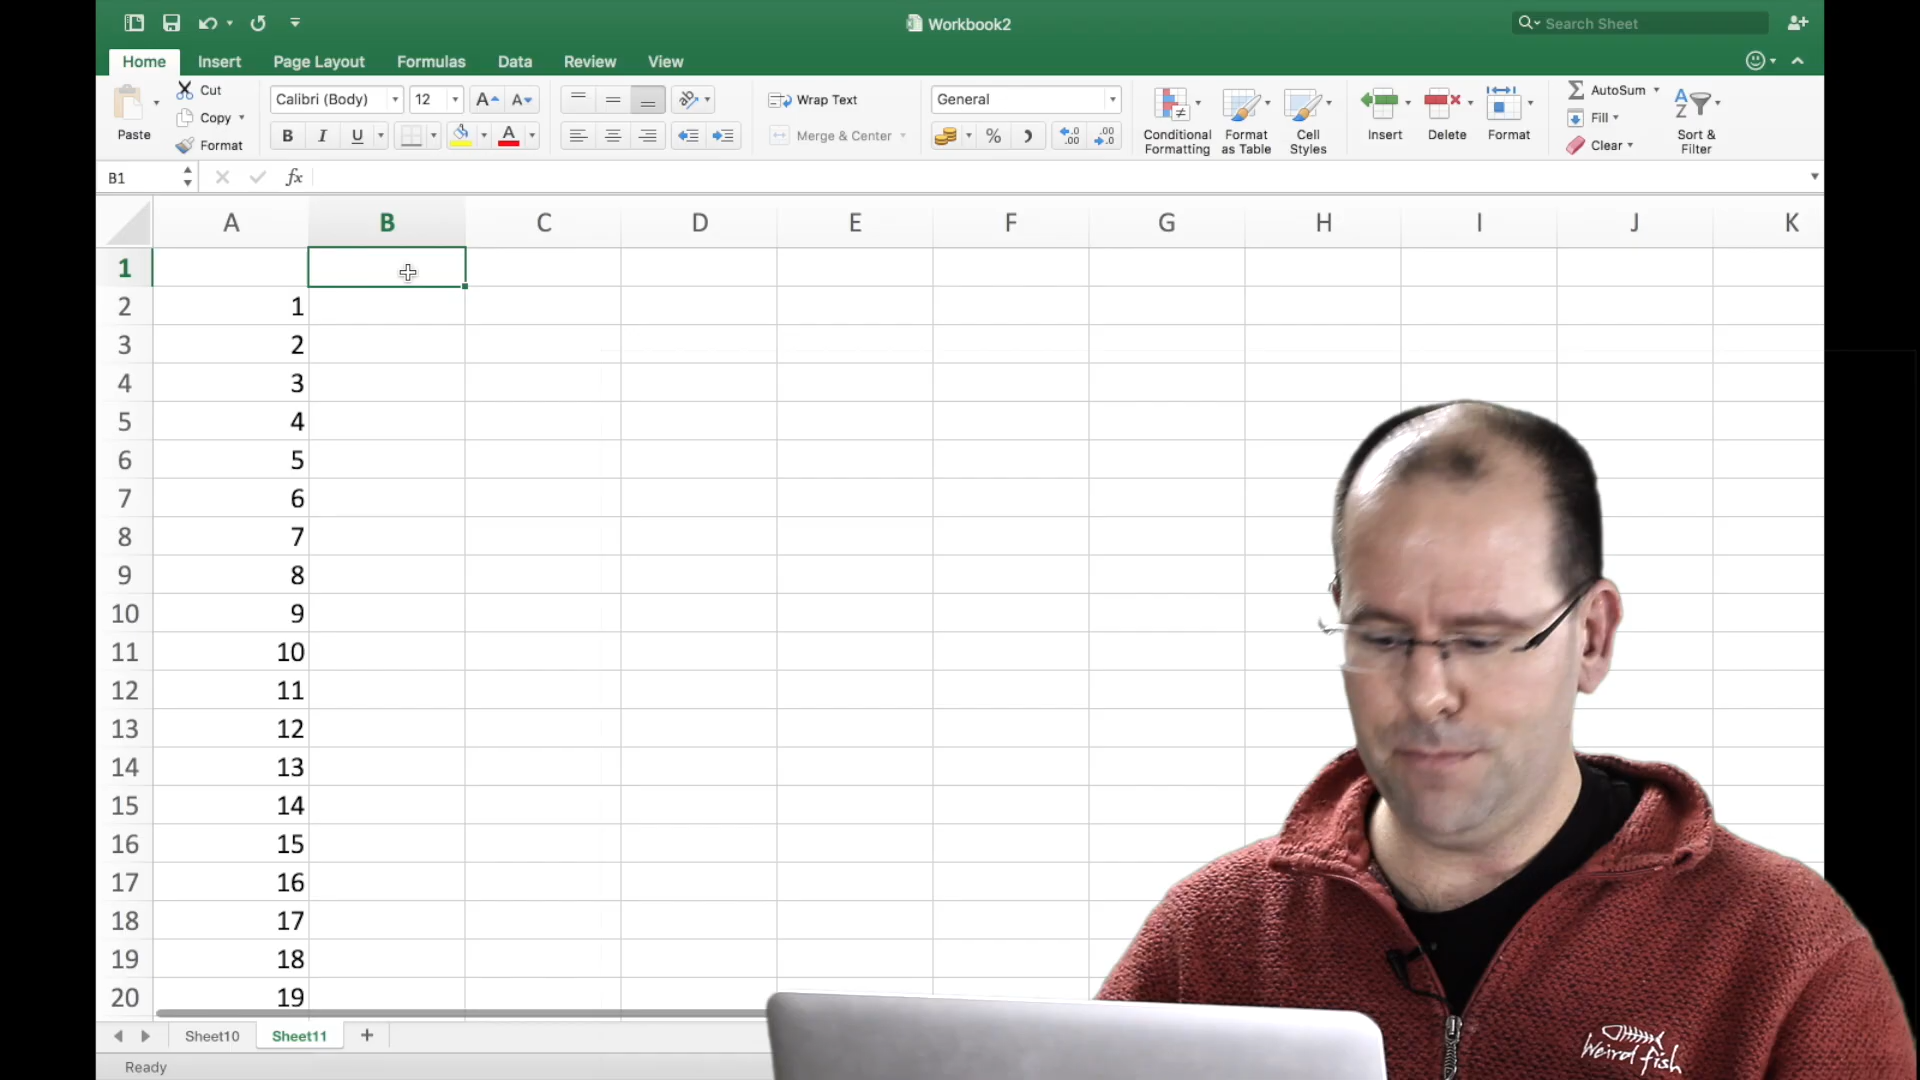 Workbook2
Search Sheet
Home Insert Page Layout Formulas Data Review View
Paste
Cut
Copy
Format
Calibri (Body) 12 A A
B I U A
Wrap Text
Merge & Center
General
%
Conditional Formatting
Format as Table
Cell Styles
Insert
Delete
Format
AutoSum
Fill
Clear
Sort & Filter
B1 fx
A B C D E F G H I J K
1
2 1
3 2
4 3
5 4
6 5
7 6
8 7
9 8
10 9
11 10
12 11
13 12
14 13
15 14
16 15
17 16
18 17
19 18
20 19
Sheet10 Sheet11 +
Ready
Weird fish